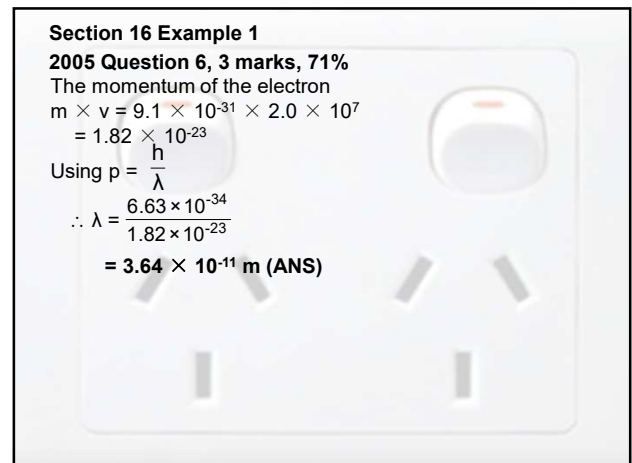 Section 16 Example 1
2005 Question 6, 3 marks, 71%
The momentum of the electron
m × v = 9.1 × 10⁻³¹ × 2.0 × 10⁷
= 1.82 × 10⁻²³
Using p = h/λ
∴ λ = 6.63 × 10⁻³⁴/1.82 × 10⁻²³
= 3.64 × 10⁻¹¹ m (ANS)